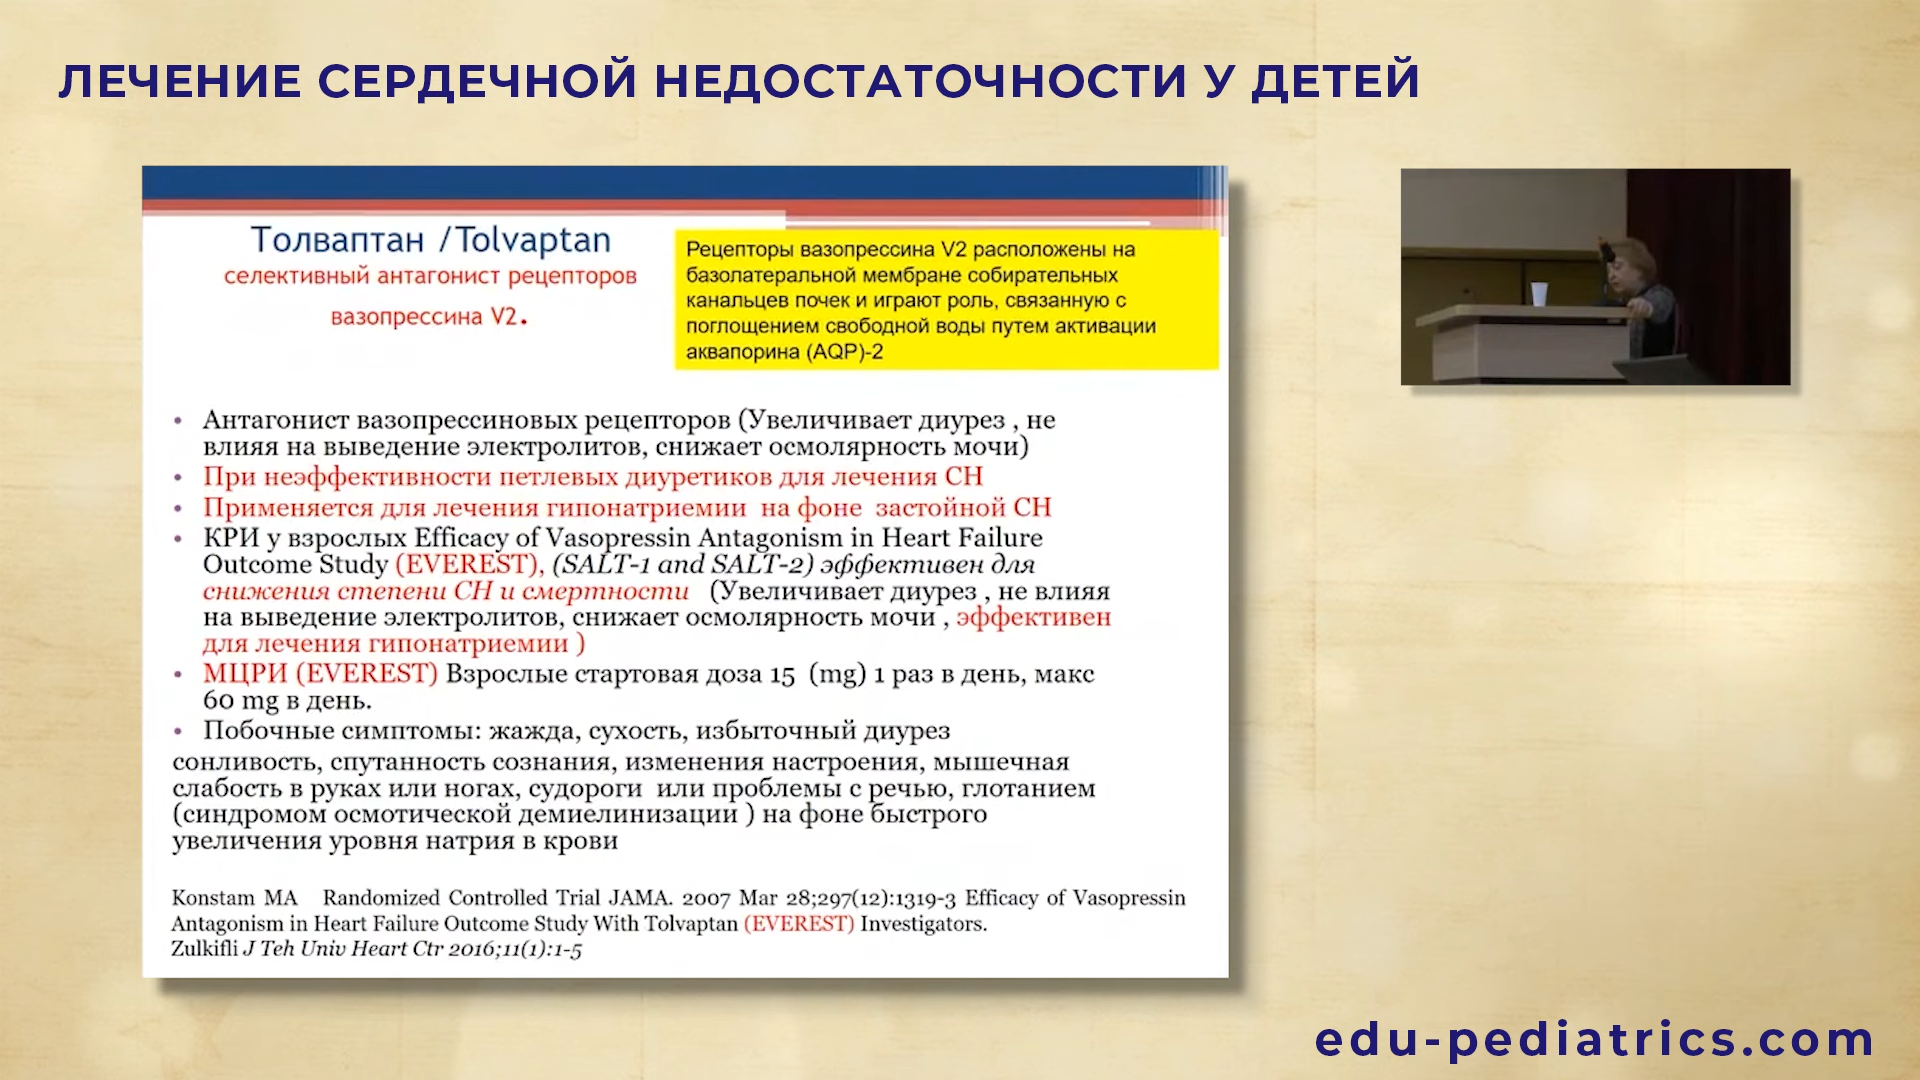 ЛЕЧЕНИЕ СЕРДЕЧНОЙ НЕДОСТАТОЧНОСТИ У ДЕТЕЙ
Толваптан /Tolvaptan
селективный антагонист рецепторов
вазопрессина V2.
Рецепторы вазопрессина V2 расположены на
базолатеральной мембране собирательных
канальцев почек и играют роль, связанную с
поглощением свободной воды путем активации
аквапорина (AQP)-2
• Антагонист вазопрессиновых рецепторов (Увеличивает диурез , не
влияя на выведение электролитов, снижает осмолярность мочи)
• При неэффективности петлевых диуретиков для лечения СН
• Применяется для лечения гипонатриемии на фоне застойной СН
• КРИ у взрослых Efficacy of Vasopressin Antagonism in Heart Failure
Outcome Study (EVEREST), (SALT-1 and SALT-2) эффективен для
снижения степени СН и смертности (Увеличивает диурез , не влияя
на выведение электролитов, снижает осмолярность мочи , эффективен
для лечения гипонатриемии )
• МЦРИ (EVEREST) Взрослые стартовая доза 15 (mg) 1 раз в день, макс
60 mg в день.
• Побочные симптомы: жажда, сухость, избыточный диурез
сонливость, спутанность сознания, изменения настроения, мышечная
слабость в руках или ногах, судороги или проблемы с речью, глотанием
(синдромом осмотической демиелинизации ) на фоне быстрого
увеличения уровня натрия в крови
Konstam MA Randomized Controlled Trial JAMA. 2007 Mar 28;297(12):1319-3 Efficacy of Vasopressin
Antagonism in Heart Failure Outcome Study With Tolvaptan (EVEREST) Investigators.
Zulkifli J Teh Univ Heart Ctr 2016;11(1):1-5
edu-pediatrics.com